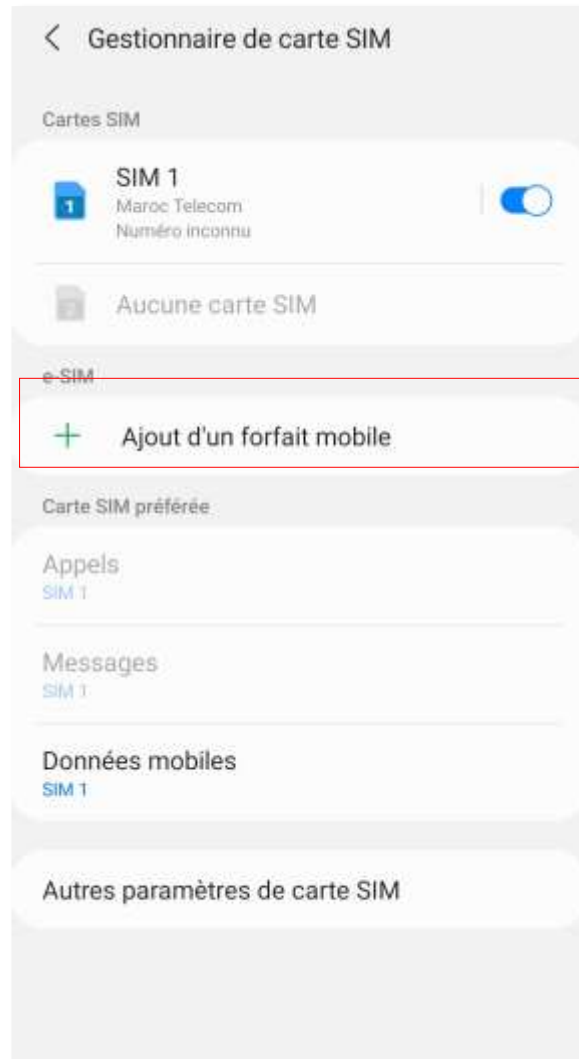 Gestionnaire de carte SIM
Cartes SIM
SIM 1
1
Maroc Telecom
Numéro inconnu
2
Aucune carte SIM
e-SIM
Ajout d'un forfait mobile
Carte SIM préférée
Appels
SIM 1
Messages
SIM 1
Données mobiles
SIM 1
Autres paramètres de carte SIM